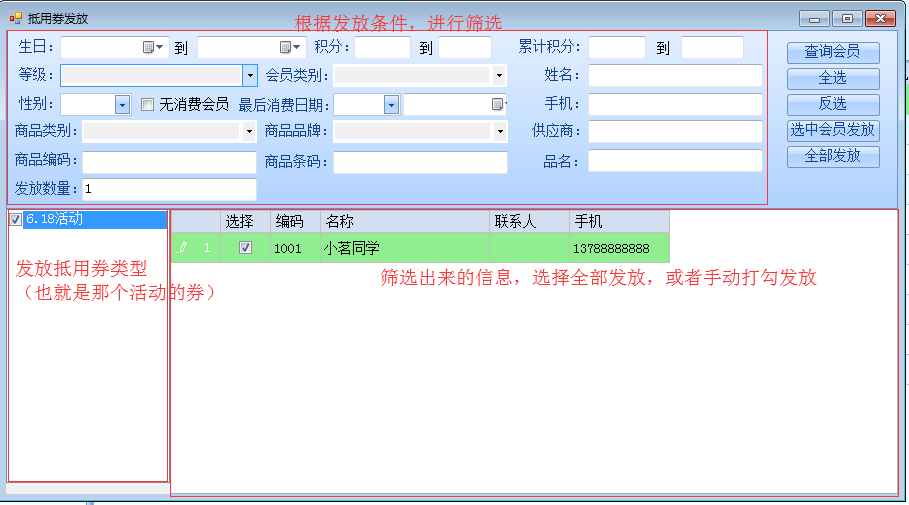 抵用券发放
根据发放条件，进行筛选
生日： 到 积分： 到 累计积分： 到 查询会员
等级： 会员类别： 姓名： 全选
性别： 无消费会员 最后消费日期： 手机： 反选
商品类别： 商品品牌： 供应商： 选中会员发放
商品编码： 商品条码： 品名： 全部发放
发放数量：1
6.18活动
选择 编码 名称 联系人 手机
1 1001 小茗同学 13788888888
发放抵用券类型
（也就是那个活动的券）
筛选出来的信息，选择全部发放，或者手动打勾发放